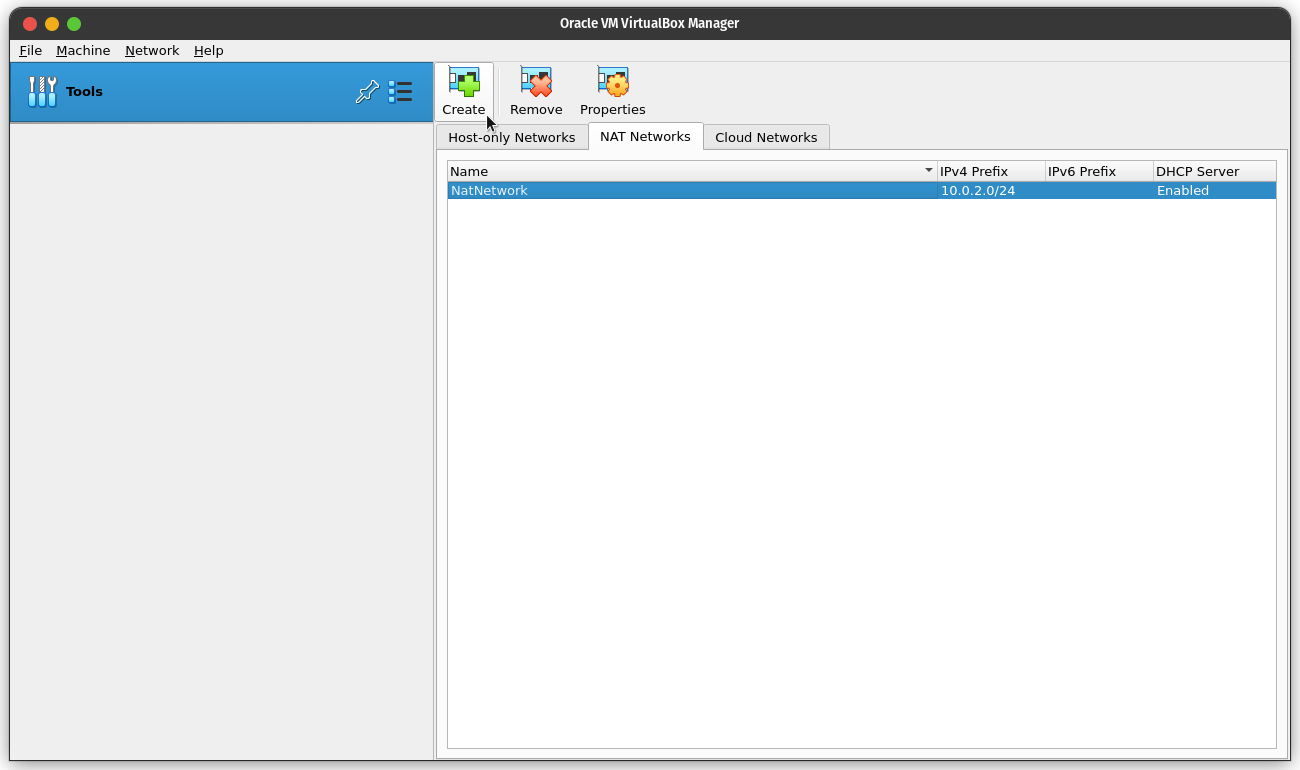 Oracle VM VirtualBox Manager
File Machine Network Help
Tools
Create Remove Properties
Host-only Networks NAT Networks Cloud Networks
Name IPv4 Prefix IPv6 Prefix DHCP Server
NatNetwork 10.0.2.0/24 Enabled